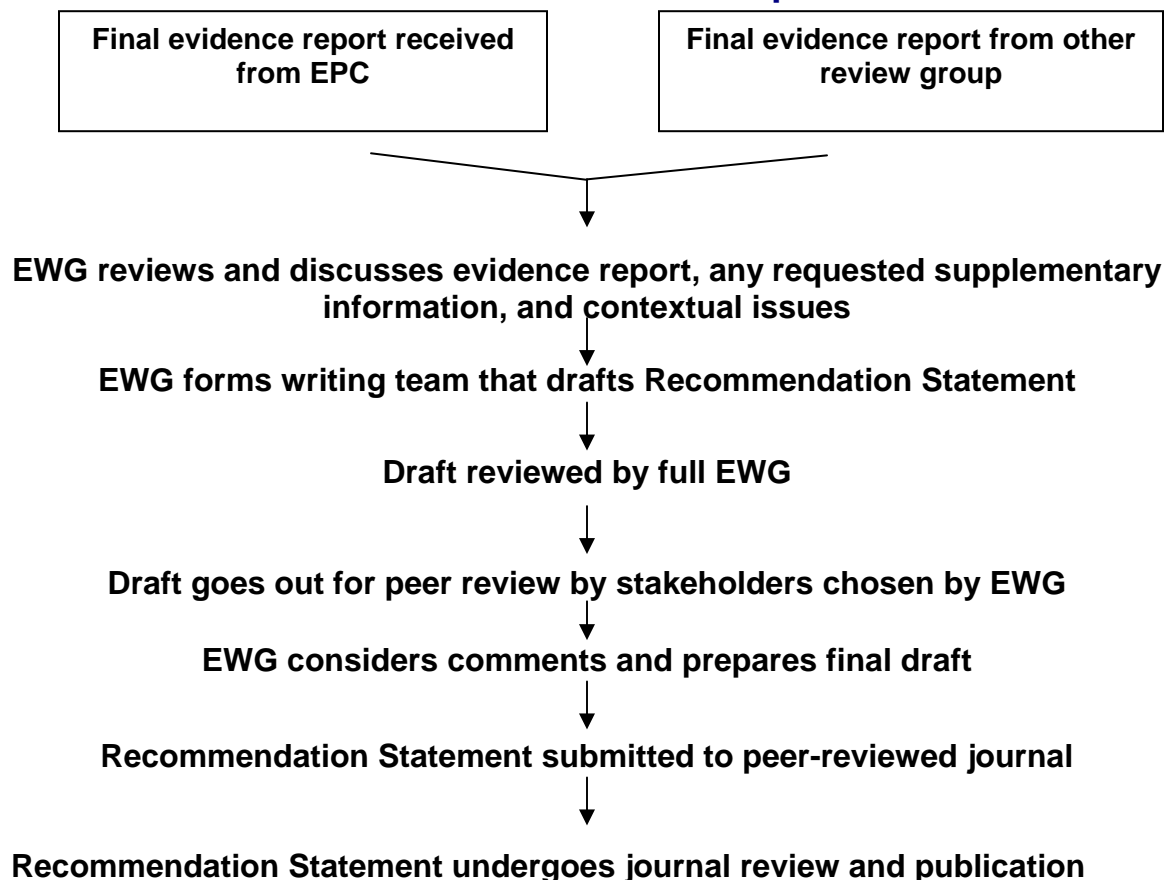 Final evidence report received
from EPC
Final evidence report from other
review group
EWG reviews and discusses evidence report, any requested supplementary
information, and contextual issues
EWG forms writing team that drafts Recommendation Statement
Draft reviewed by full EWG
Draft goes out for peer review by stakeholders chosen by EWG
EWG considers comments and prepares final draft
Recommendation Statement submitted to peer-reviewed journal
Recommendation Statement undergoes journal review and publication